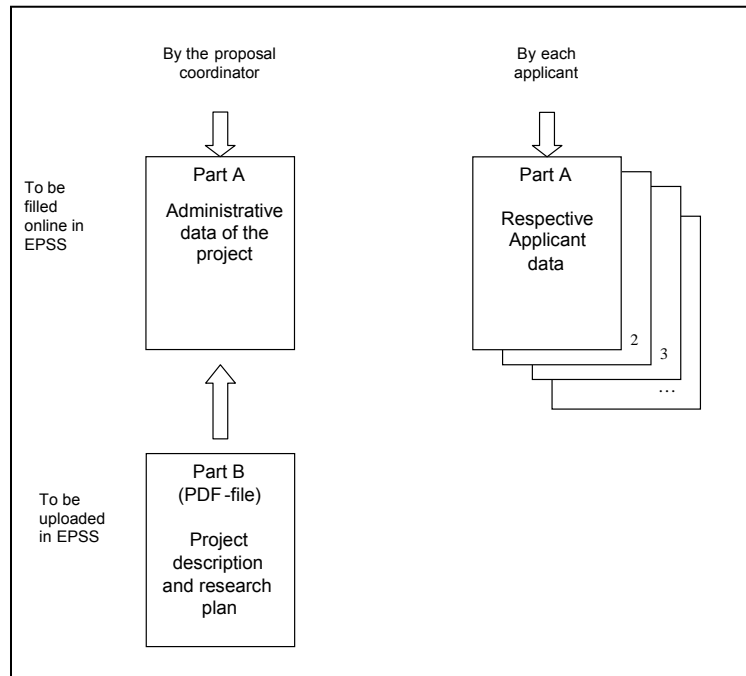 By the proposal
coordinator
By each
applicant
To be
filled
online in
EPSS
Part A
Administrative
data of the
project
Part A
Respective
Applicant
data
2
3
...
To be
uploaded
in EPSS
Part B
(PDF-file)
Project
description
and research
plan